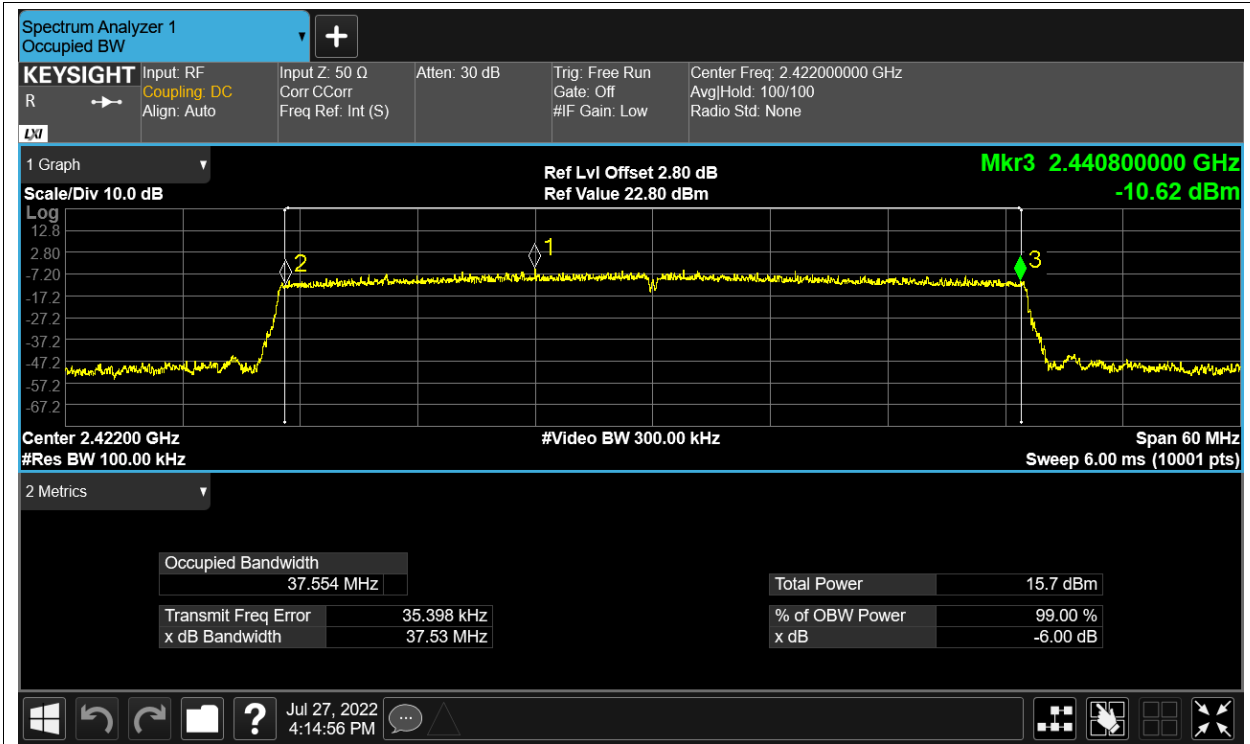 Spectrum Analyzer 1
Occupied BW
KEYSIGHT
R
LXI
Input: RF
Coupling: DC
Align: Auto
Input Z: 50 Ω
Corr CCorr
Freq Ref: Int (S)
Atten: 30 dB
Trig: Free Run
Gate: Off
#IF Gain: Low
Center Freq: 2.422000000 GHz
Avg|Hold: 100/100
Radio Std: None
1 Graph
Scale/Div 10.0 dB
Ref Lvl Offset 2.80 dB
Ref Value 22.80 dBm
Mkr3 2.440800000 GHz
-10.62 dBm
Log
12.8
2.80
-7.20
-17.2
-27.2
-37.2
-47.2
-57.2
-67.2
2
1
3
Center 2.42200 GHz
#Res BW 100.00 kHz
#Video BW 300.00 kHz
Span 60 MHz
Sweep 6.00 ms (10001 pts)
2 Metrics
Occupied Bandwidth
37.554 MHz
Transmit Freq Error 35.398 kHz
x dB Bandwidth 37.53 MHz
Total Power 15.7 dBm
% of OBW Power 99.00 %
x dB -6.00 dB
?
Jul 27, 2022
4:14:56 PM